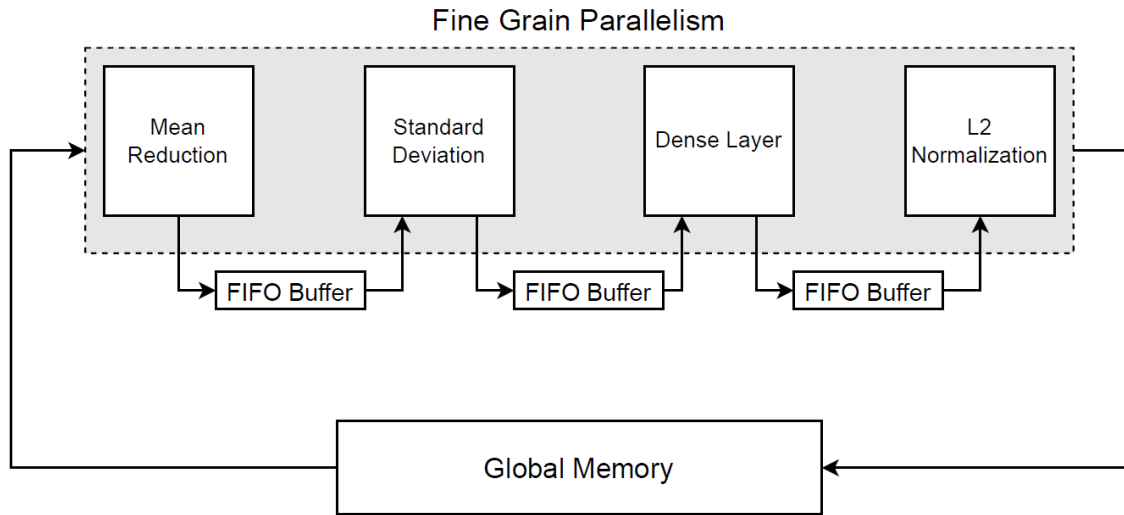 Fine Grain Parallelism
Mean
Reduction
Standard
Deviation
Dense Layer
L2
Normalization
FIFO Buffer
FIFO Buffer
FIFO Buffer
Global Memory